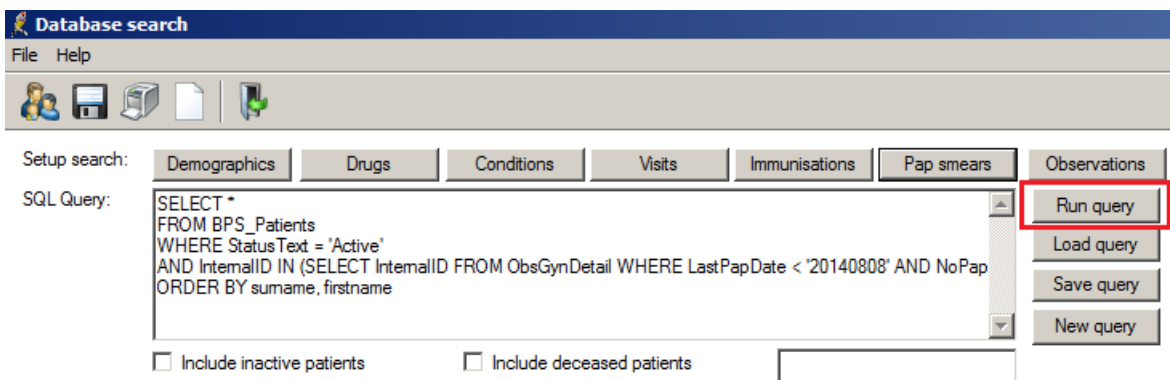 Database search
File Help
Setup search: Demographics Drugs Conditions Visits Immunisations Pap smears Observations
SQL Query: SELECT * Run query
FROM BPS_Patients
WHERE StatusText = 'Active' Load query
AND InternalID IN (SELECT InternalID FROM ObsGynDetail WHERE LastPapDate < '20140808' AND NoPap
ORDER BY surname, firstname Save query
New query
Include inactive patients Include deceased patients